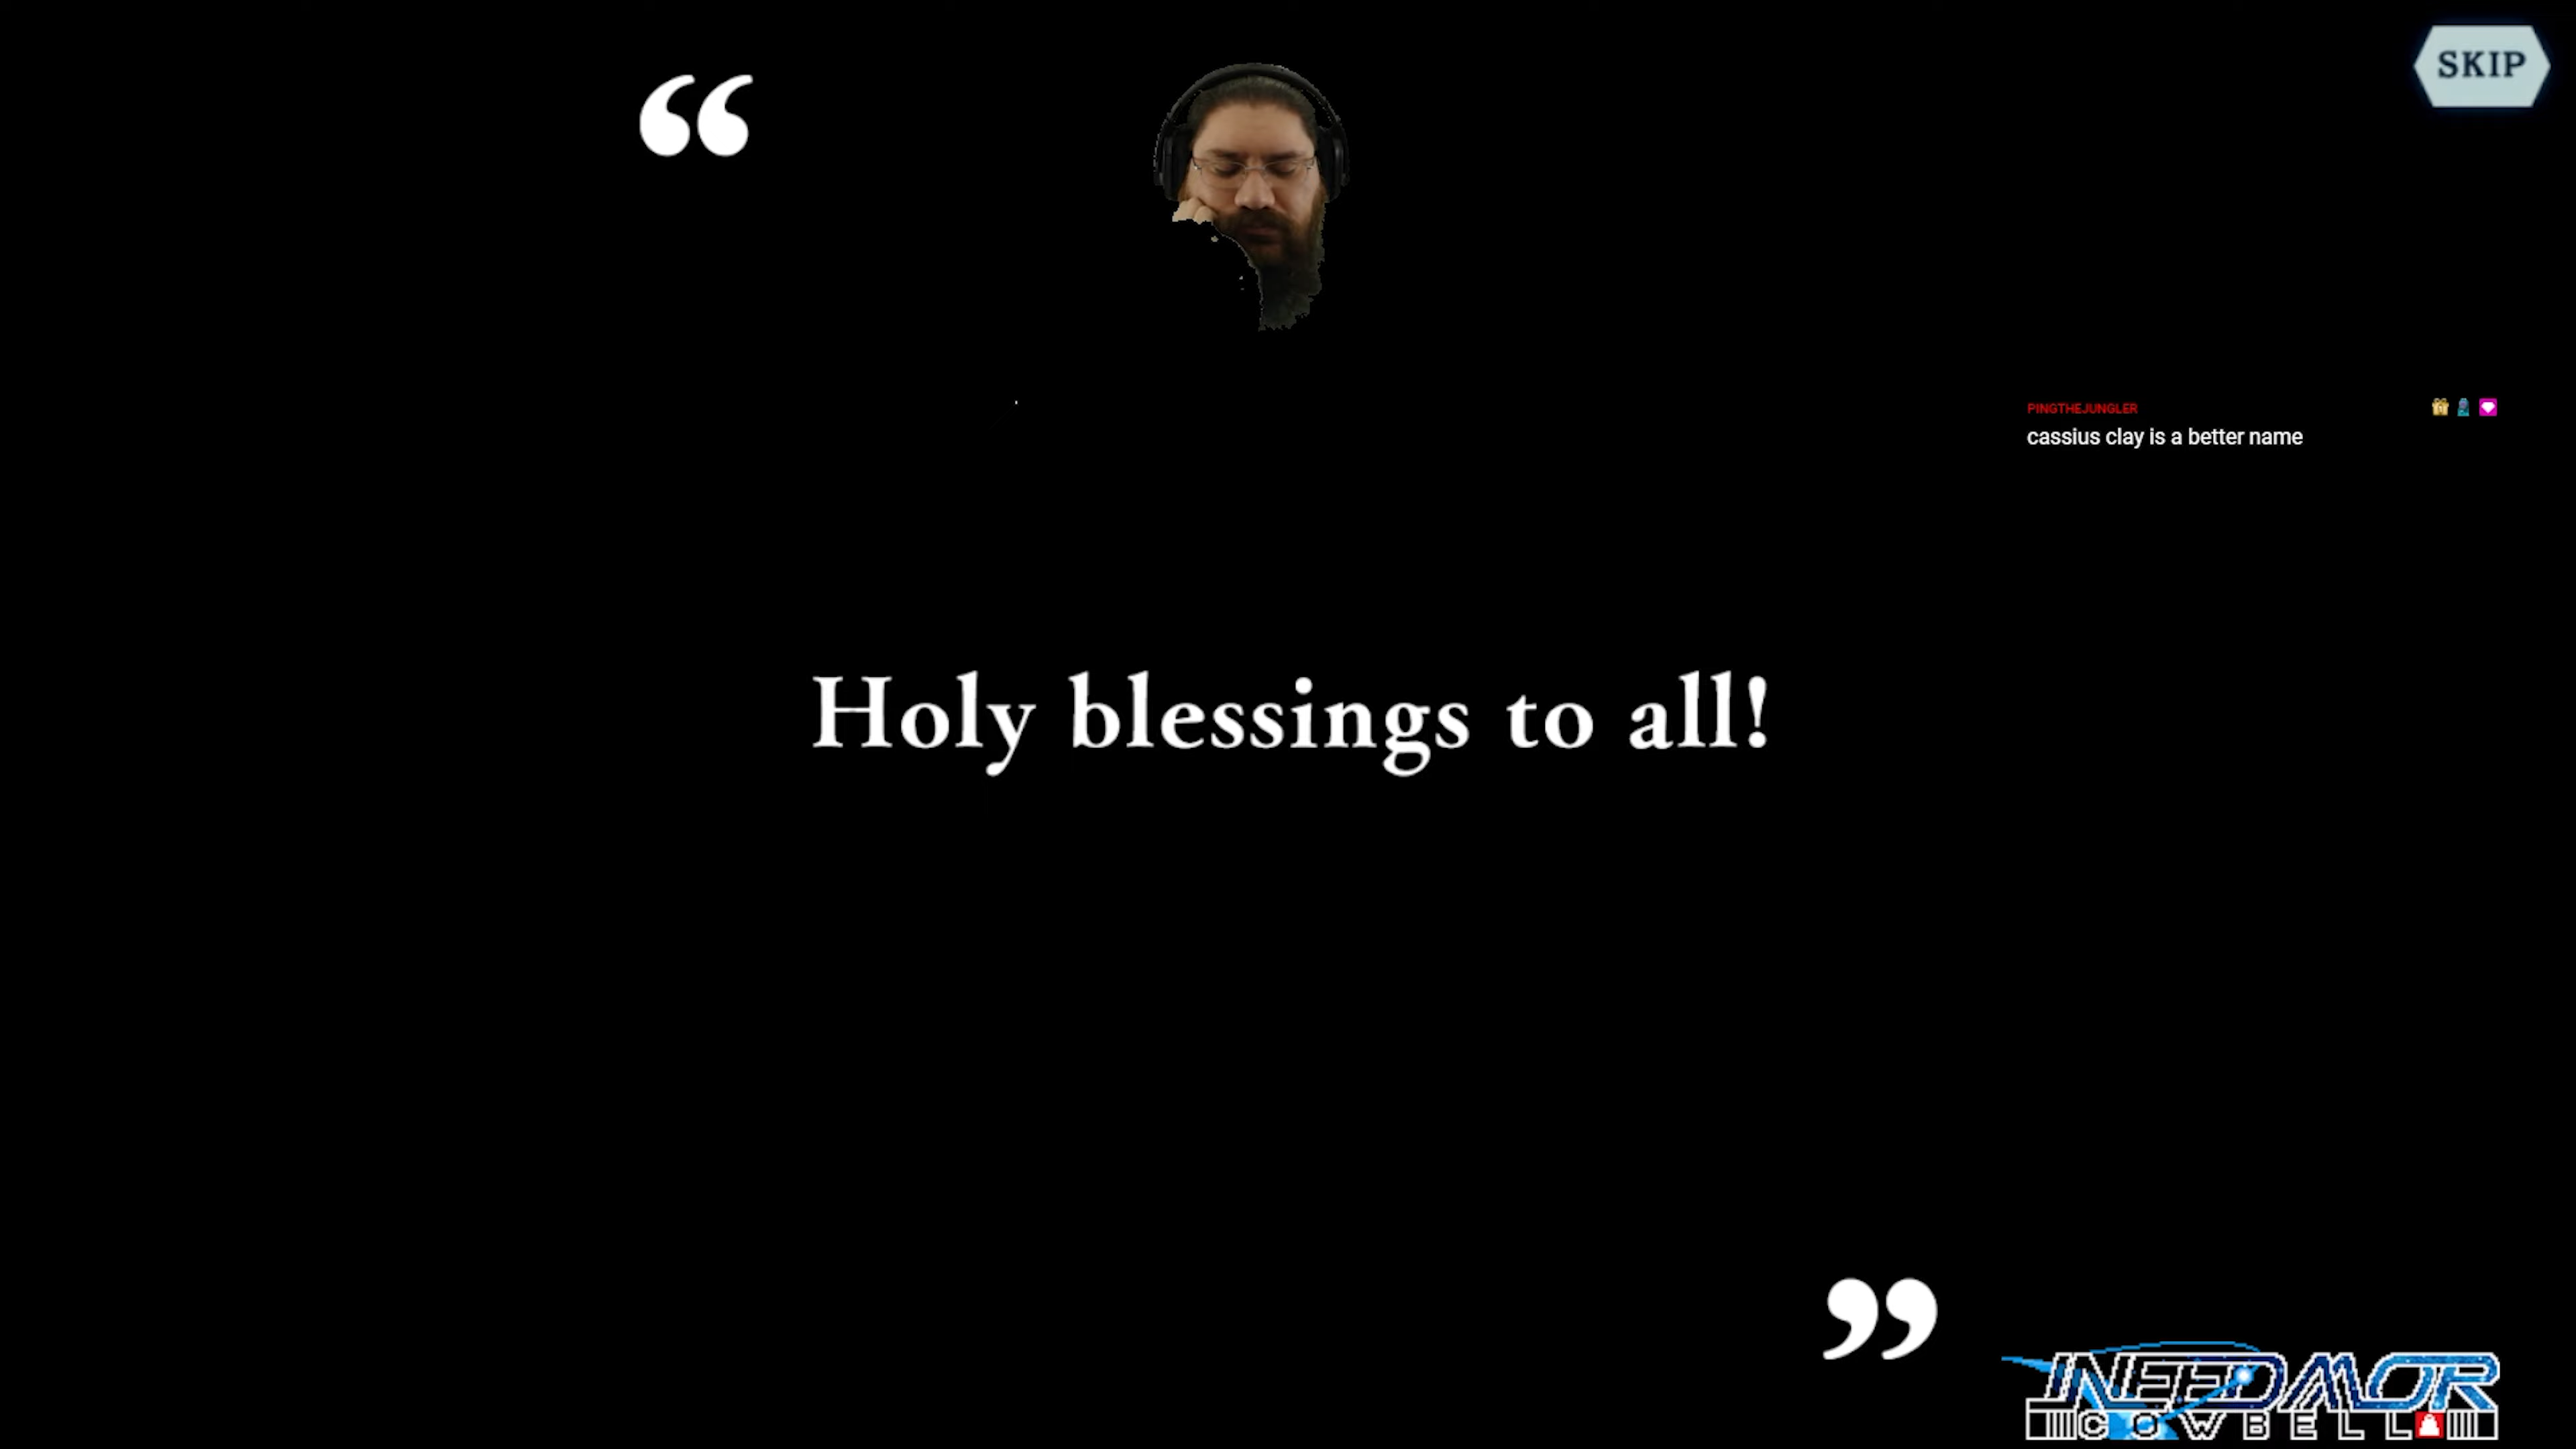 “
SKIP
PINGTHEJUNGLER
cassius clay is a better name
Holy blessings to all!
”
INEEDMOR
COWBELL